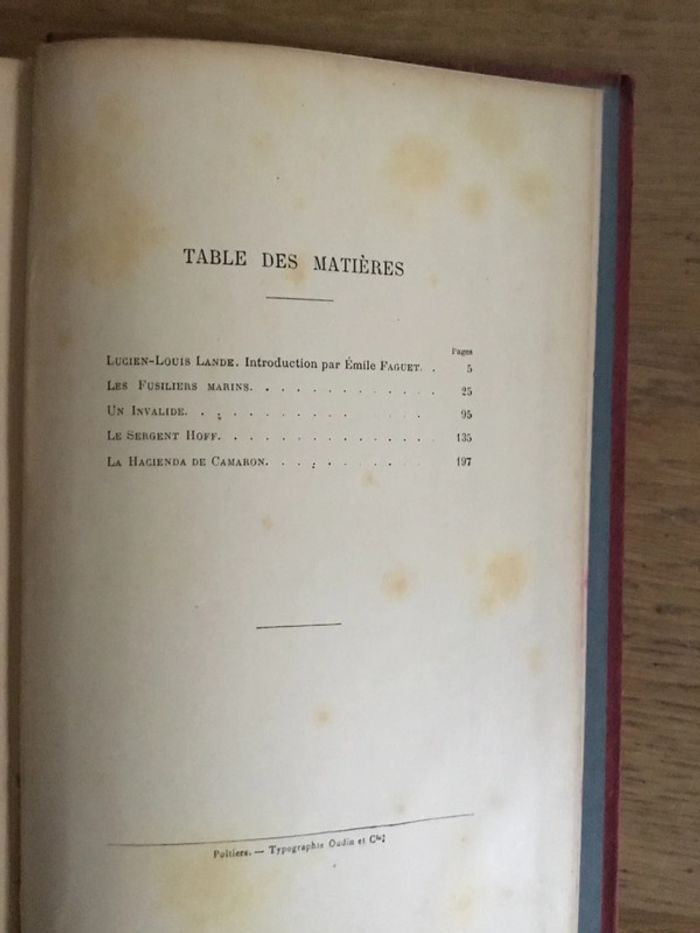 TABLE DES MATIÈRES
Pages
LUCIEN-LOUIS LANDE. Introduction par Émile FAGUET. . 5
LES FUSILIERS MARINS. . . . . . . . . . . . 25
UN INVALIDE. . . . . . . . . . . . . 95
LE SERGENT HOFF. . . . . . . . . . . . . 135
LA HACIENDA DE CAMARON. . . . . . . . . . 197
Poitiers. — Typographie Oudin et Cie.